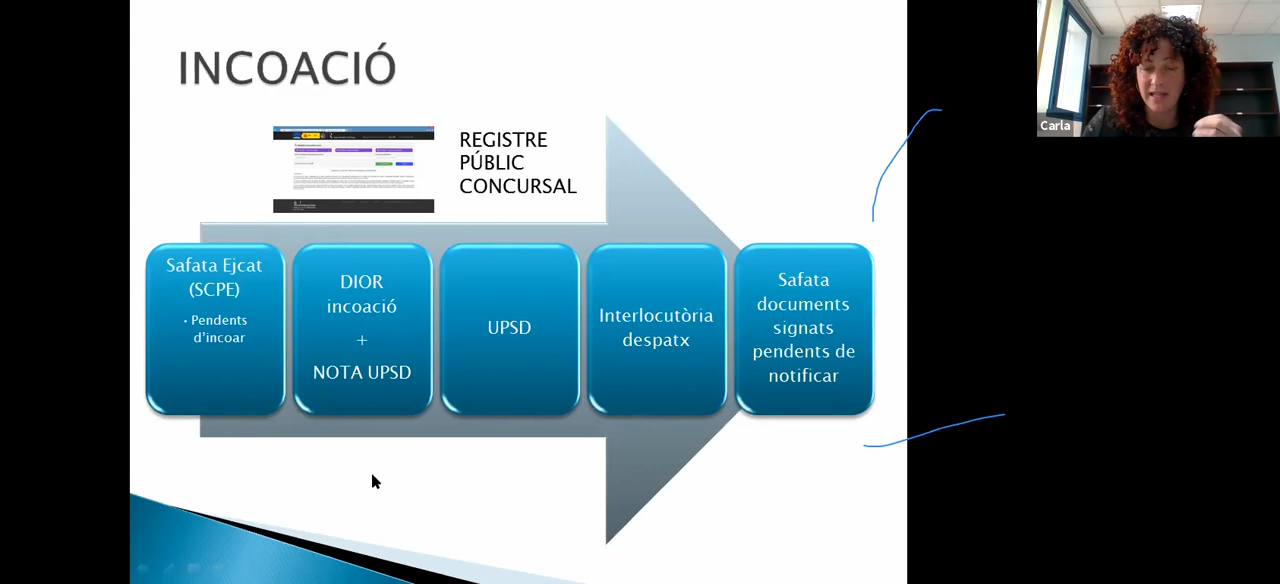 INCOACIÓ
REGISTRE
PÚBLIC
CONCURSAL
Carla
Safata Ejcat
(SCPE)
• Pendents
d'incoar
DIOR
incoació
+
NOTA UPSD
UPSD
Interlocutòria
despatx
Safata
documents
signats
pendents de
notificar